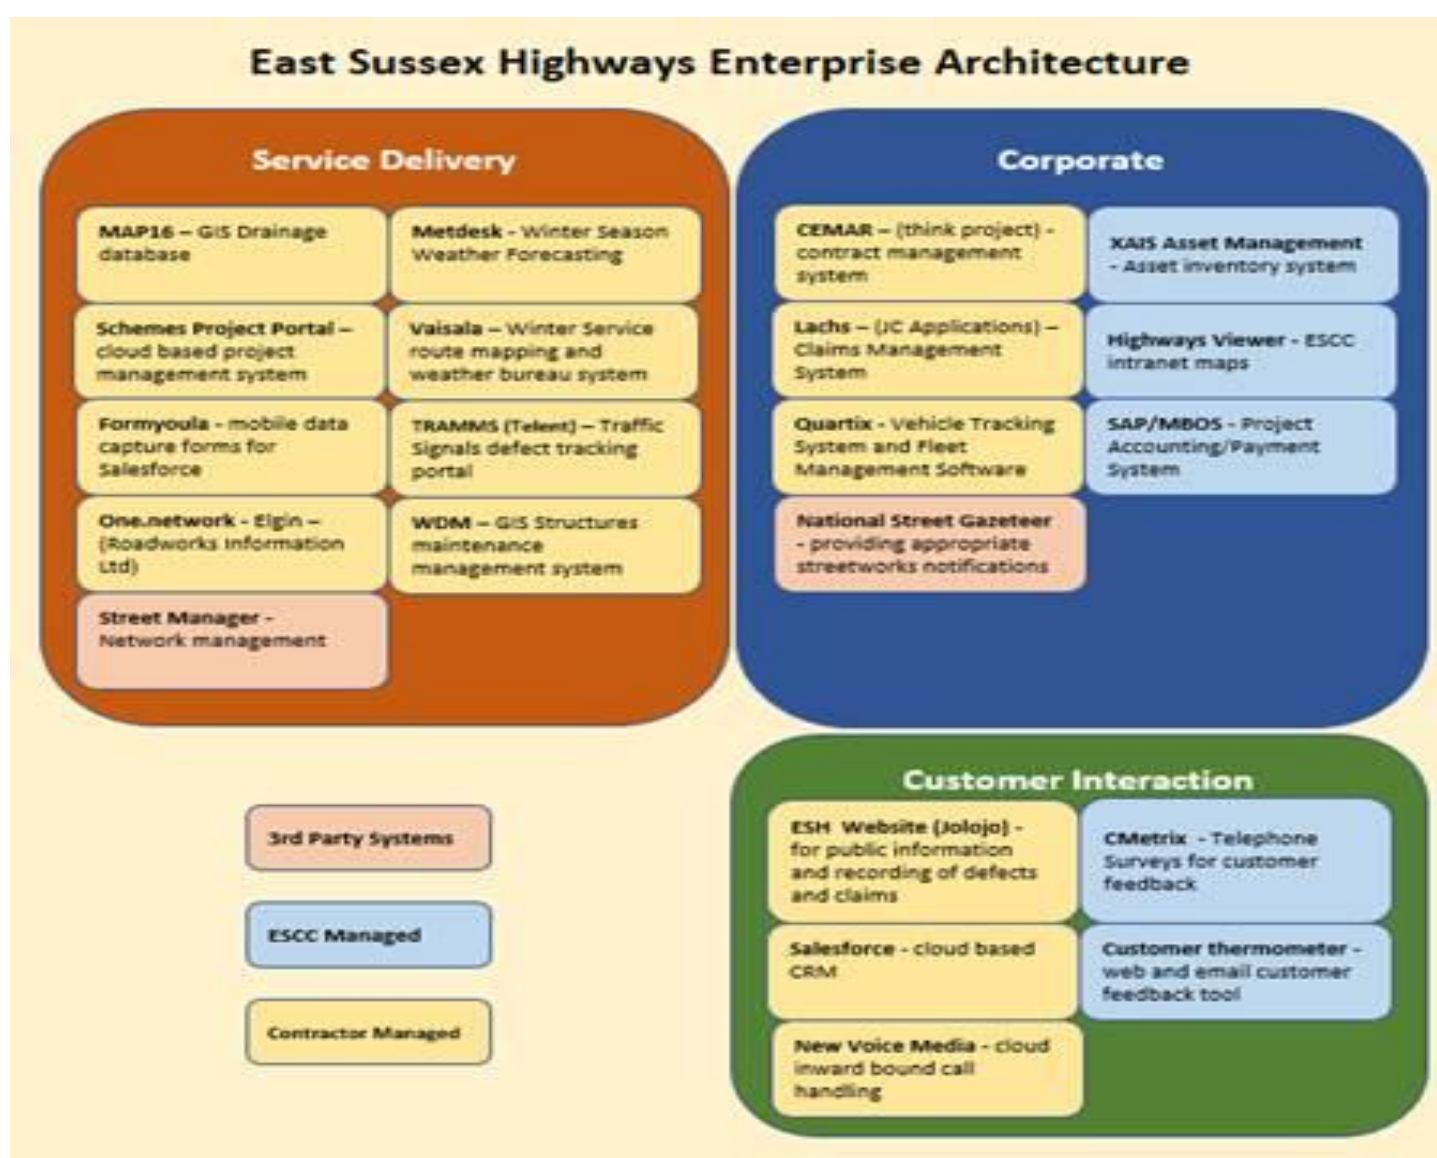 East Sussex Highways Enterprise Architecture
Service Delivery
MAP16 – GIS Drainage
database
Metdesk - Winter Season
Weather Forecasting
Schemes Project Portal –
cloud based project
management system
Vaisala – Winter Service
route mapping and
weather bureau system
Formyoula - mobile data
capture forms for
Salesforce
TRAMMS (Telent) – Traffic
Signals defect tracking
portal
One.network - Elgin –
(Roadworks Information
Ltd)
WDM – GIS Structures
maintenance
management system
Street Manager -
Network management
Corporate
CEMAR – (think project) -
contract management
system
XAIS Asset Management
- Asset inventory system
Lachs – (JC Applications) –
Claims Management
System
Highways Viewer - ESCC
intranet maps
Quartix - Vehicle Tracking
System and Fleet
Management Software
SAP/MBOS - Project
Accounting/Payment
System
National Street Gazeteer
- providing appropriate
streetworks notifications
Customer Interaction
ESH Website (Jolojo) -
for public information
and recording of defects
and claims
CMetrix - Telephone
Surveys for customer
feedback
Salesforce - cloud based
CRM
Customer thermometer -
web and email customer
feedback tool
New Voice Media - cloud
inward bound call
handling
3rd Party Systems
ESCC Managed
Contractor Managed